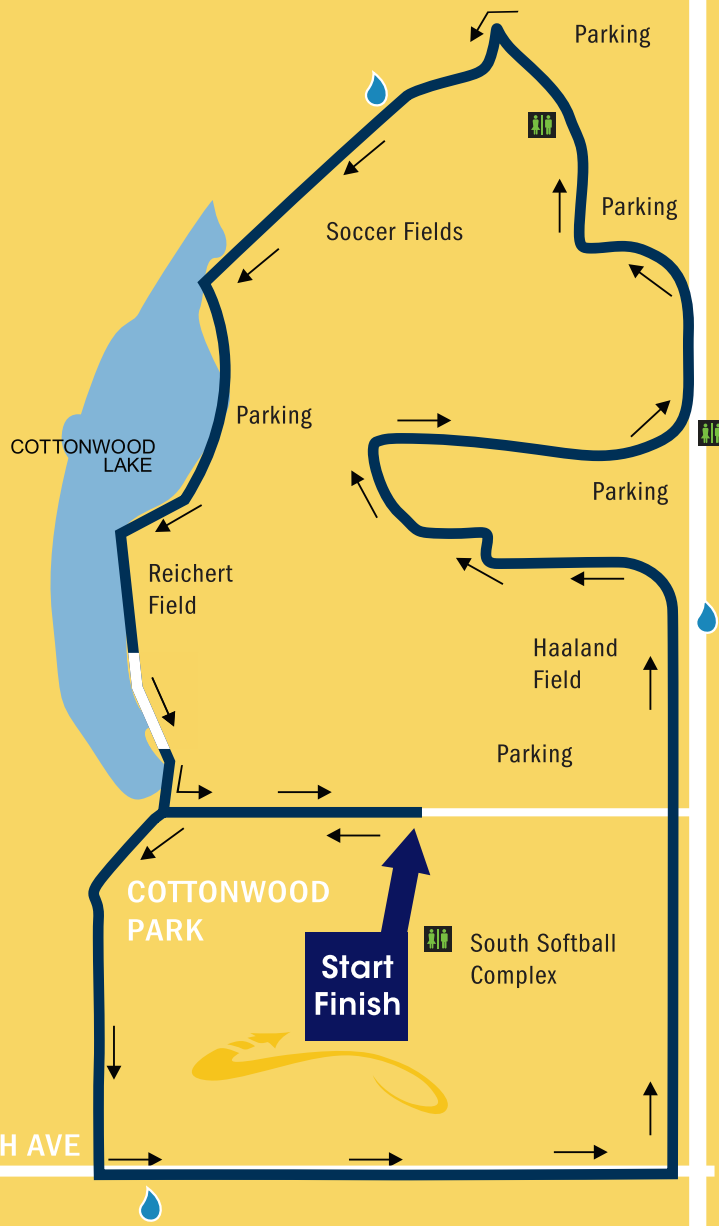 Parking
Parking
Soccer Fields
Parking
COTTONWOOD
LAKE
Parking
Reichert
Field
Haaland
Field
Parking
COTTONWOOD
PARK
Start
Finish
South Softball
Complex
H AVE